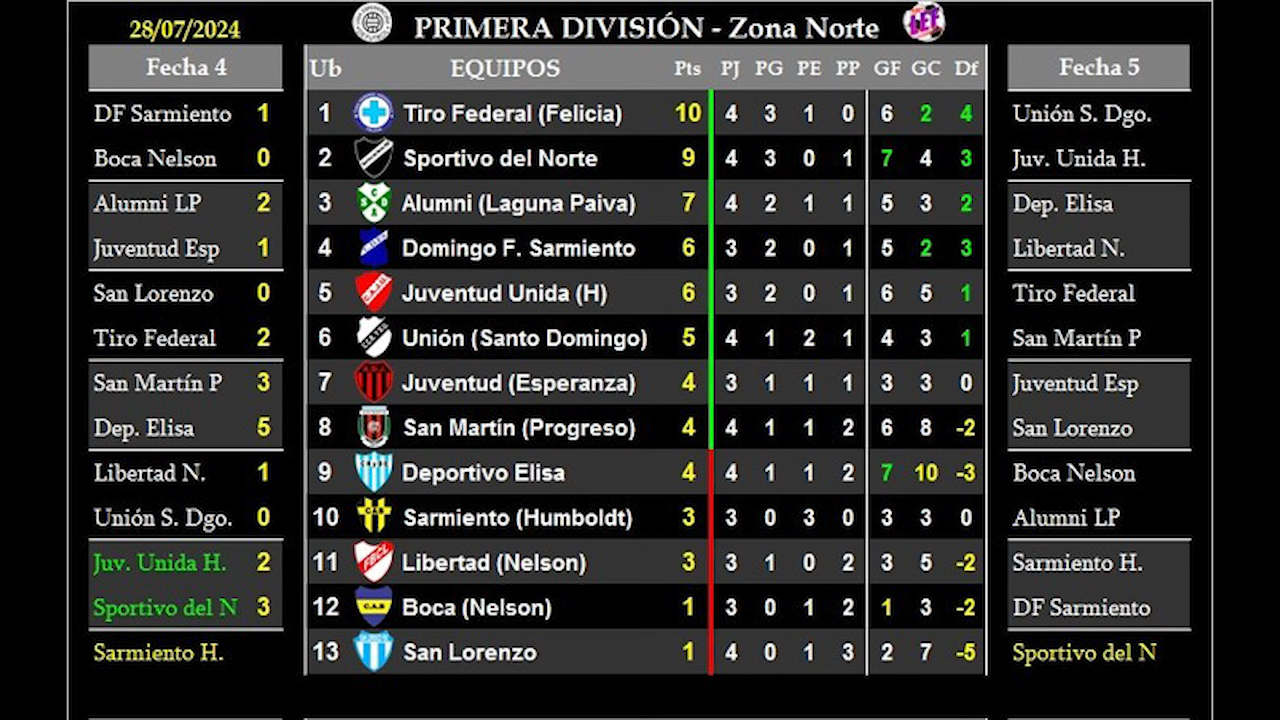 28/07/2024
PRIMERA DIVISIÓN - Zona Norte
LEF
Fecha 4
DF Sarmiento 1
Boca Nelson 0
Alumni LP 2
Juventud Esp 1
San Lorenzo 0
Tiro Federal 2
San Martín P 3
Dep. Elisa 5
Libertad N. 1
Unión S. Dgo. 0
Juv. Unida H. 2
Sportivo del N 3
Sarmiento H.
Ub EQUIPOS Pts PJ PG PE PP GF GC Df
1 Tiro Federal (Felicia) 10 4 3 1 0 6 2 4
2 Sportivo del Norte 9 4 3 0 1 7 4 3
3 Alumni (Laguna Paiva) 7 4 2 1 1 5 3 2
4 Domingo F. Sarmiento 6 3 2 0 1 5 2 3
5 Juventud Unida (H) 6 3 2 0 1 6 5 1
6 Unión (Santo Domingo) 5 4 1 2 1 4 3 1
7 Juventud (Esperanza) 4 3 1 1 1 3 3 0
8 San Martín (Progreso) 4 4 1 1 2 6 8 -2
9 Deportivo Elisa 4 4 1 1 2 7 10 -3
10 Sarmiento (Humboldt) 3 3 0 3 0 3 3 0
11 Libertad (Nelson) 3 3 1 0 2 3 5 -2
12 Boca (Nelson) 1 3 0 1 2 1 3 -2
13 San Lorenzo 1 4 0 1 3 2 7 -5
Fecha 5
Unión S. Dgo.
Juv. Unida H.
Dep. Elisa
Libertad N.
Tiro Federal
San Martín P
Juventud Esp
San Lorenzo
Boca Nelson
Alumni LP
Sarmiento H.
DF Sarmiento
Sportivo del N